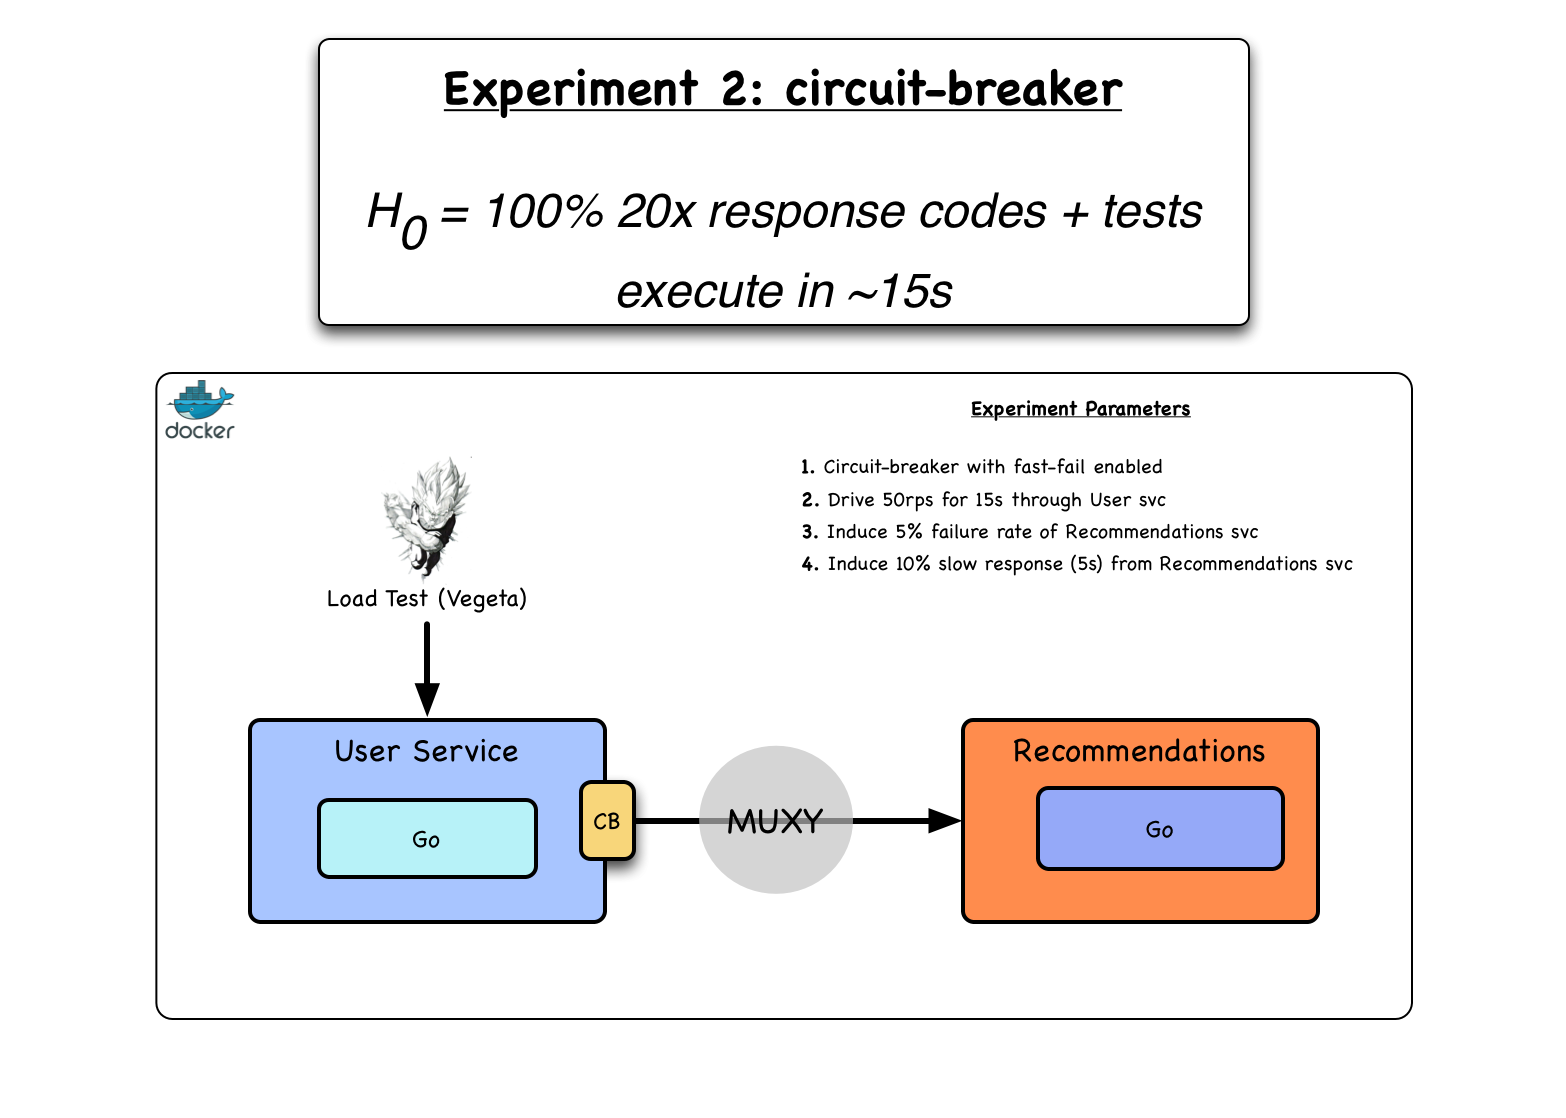 Experiment 2: circuit-breaker
H0 = 100% 20x response codes + tests
execute in ~15s
docker
Experiment Parameters
1. Circuit-breaker with fast-fail enabled
2. Drive 50rps for 15s through User svc
3. Induce 5% failure rate of Recommendations svc
4. Induce 10% slow response (5s) from Recommendations svc
Load Test (Vegeta)
User Service
Go
CB
MUXY
Recommendations
Go